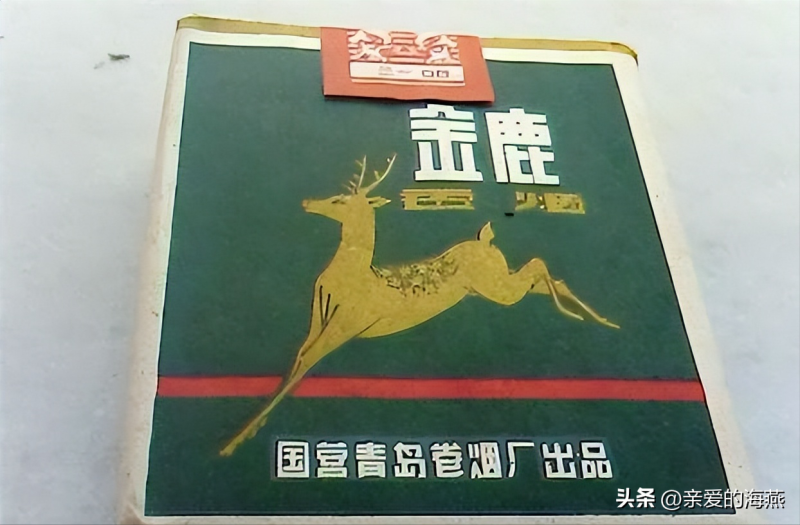 金鹿
香烟
国营青岛卷烟厂出品
头条 @亲爱的海燕